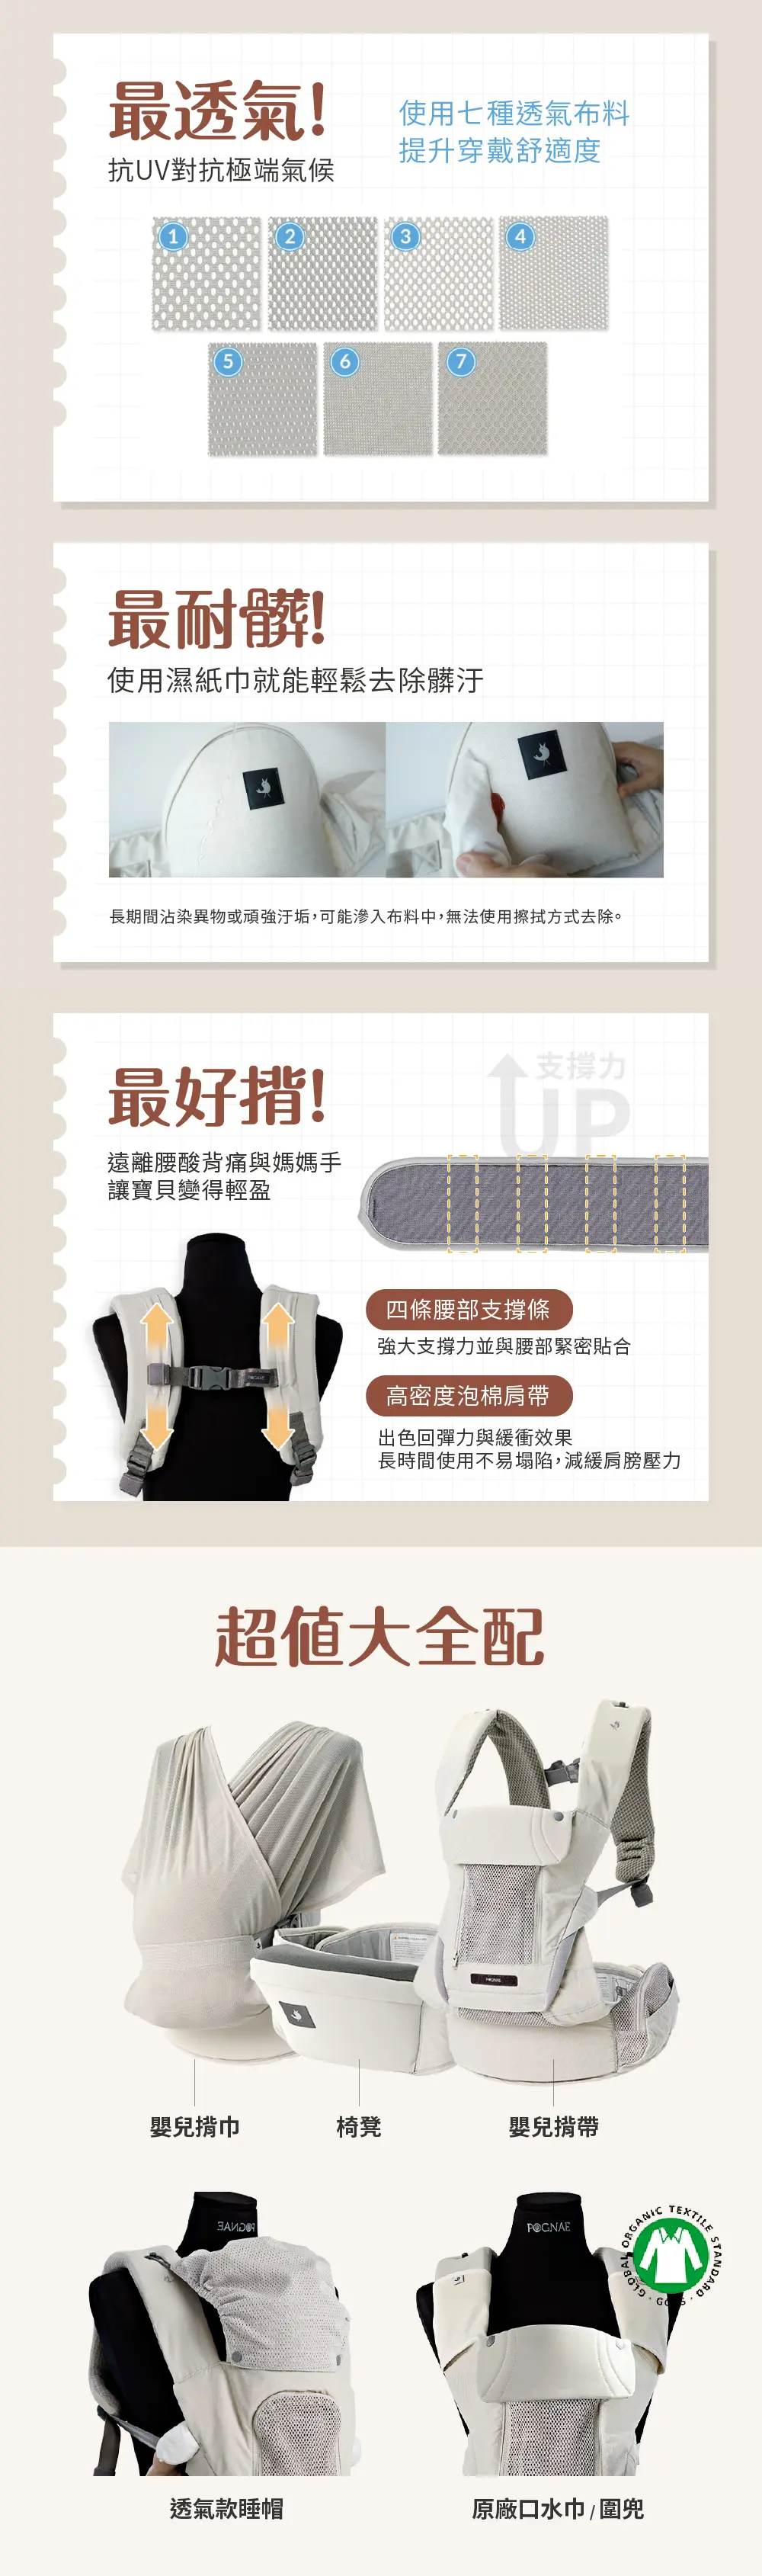 最透氣!
抗UV對抗極端氣候
使用七種透氣布料
提升穿戴舒適度
1
2
3
4
5
6
7
最耐髒!
使用濕紙巾就能輕鬆去除髒汙
長期間沾染異物或頑強汙垢,可能滲入布料中,無法使用擦拭方式去除。
最好揹!
遠離腰酸背痛與媽媽手
讓寶貝變得輕盈
支撐力
UP
POGNAE
四條腰部支撐條
強大支撐力並與腰部緊密貼合
高密度泡棉肩帶
出色回彈力與緩衝效果
長時間使用不易塌陷,減緩肩膀壓力
超值大全配
POGNAE
嬰兒揹巾
椅凳
嬰兒揹帶
POGNAE
POGNAE
GLOBAL ORGANIC TEXTILE STANDARD · GOTS ·
透氣款睡帽
原廠口水巾/圍兜